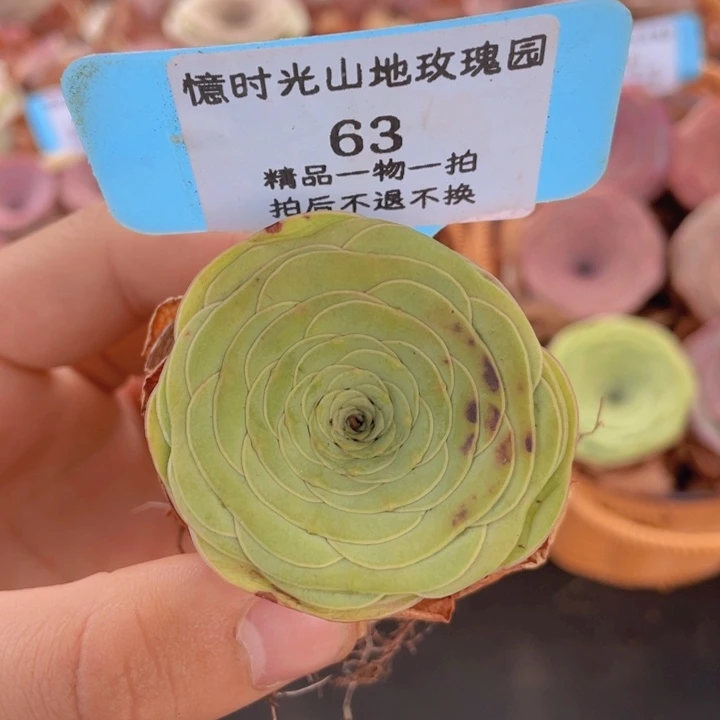 憶时光山地玫瑰园
63
精品一物一拍
拍后不退不换